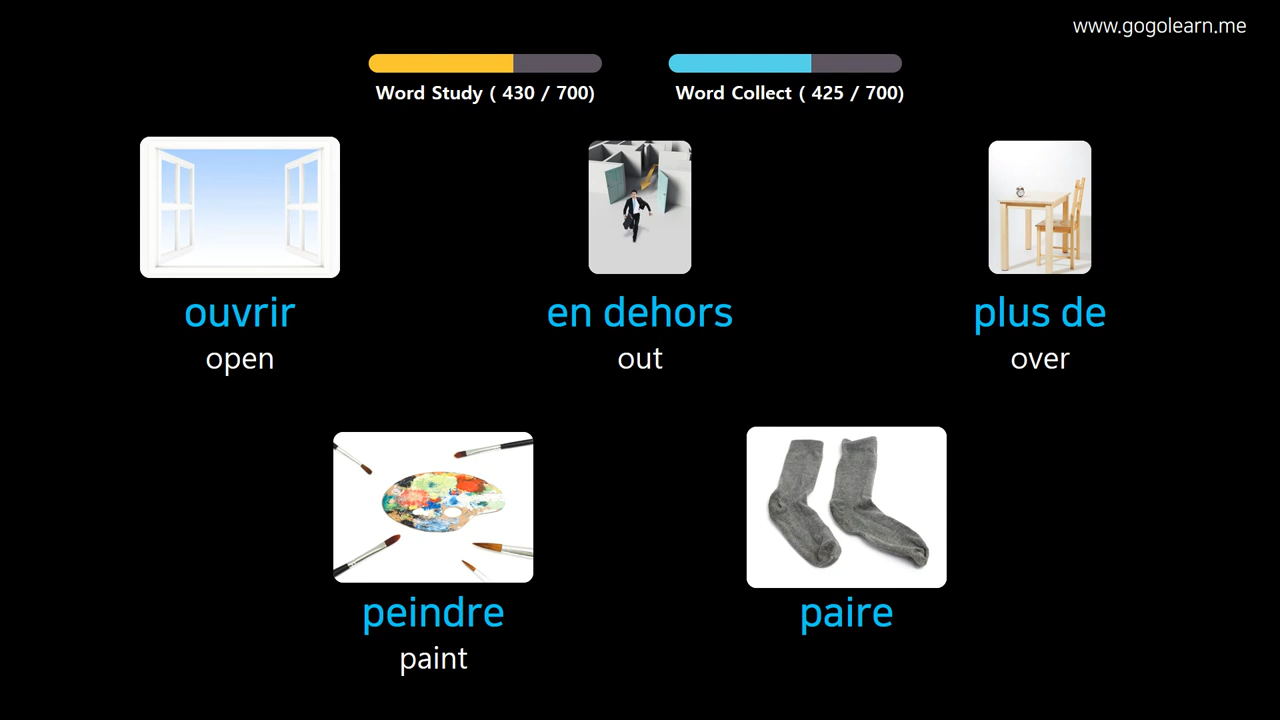 www.gogolearn.me
Word Study ( 430 / 700)
Word Collect ( 425 / 700)
ouvrir
open
en dehors
out
plus de
over
peindre
paint
paire